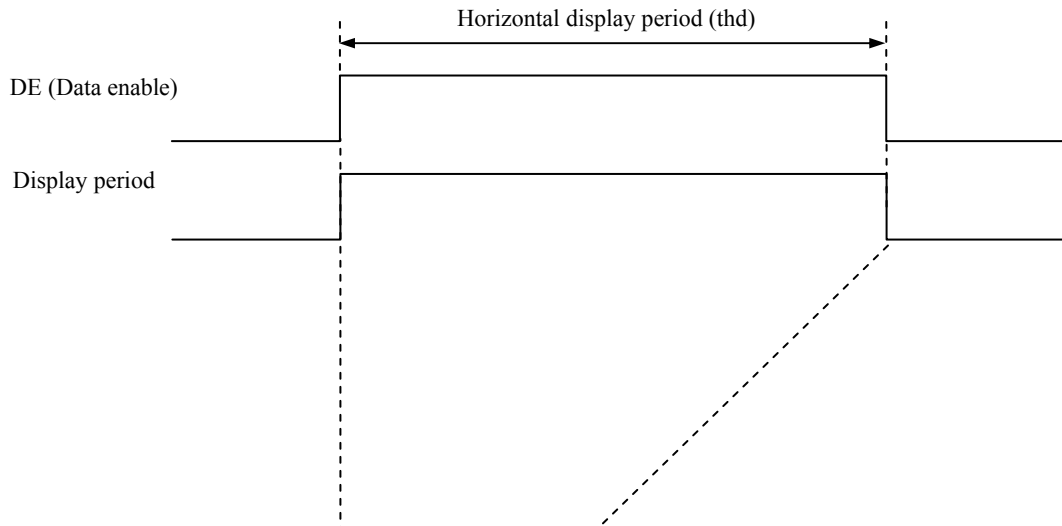 Horizontal display period (thd)
DE (Data enable)
Display period